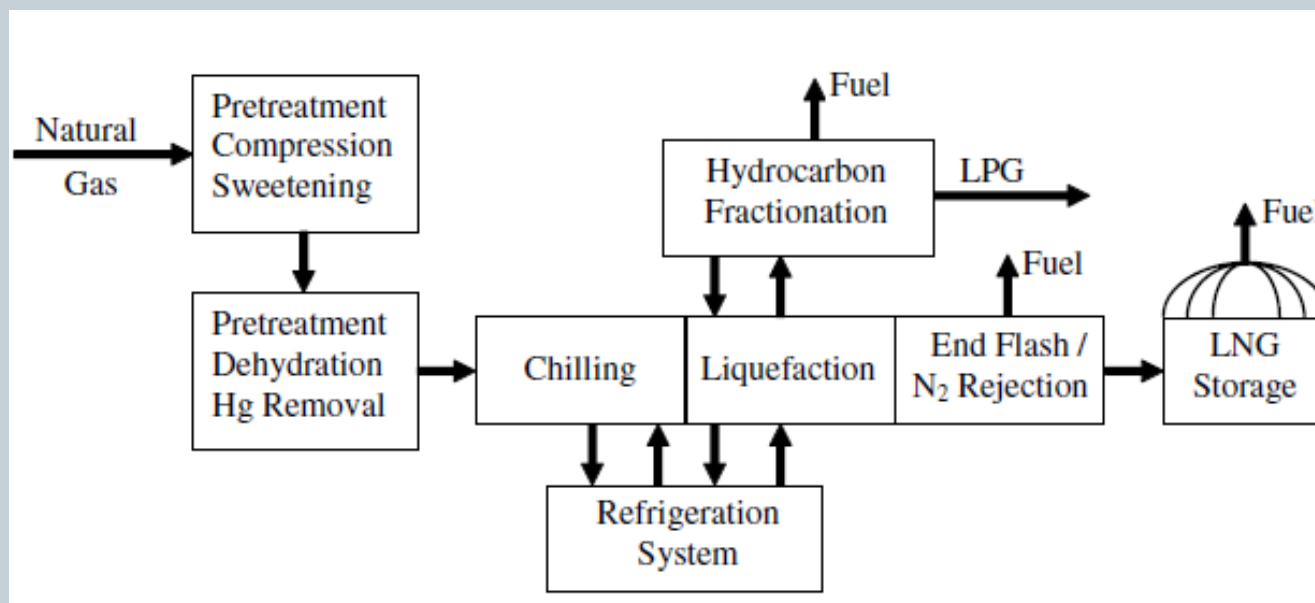 Natural
Gas
Pretreatment
Compression
Sweetening
Pretreatment
Dehydration
Hg Removal
Fuel
Hydrocarbon
Fractionation
LPG
Fuel
Chilling
Liquefaction
End Flash /
N₂ Rejection
Fuel
LNG
Storage
Refrigeration
System